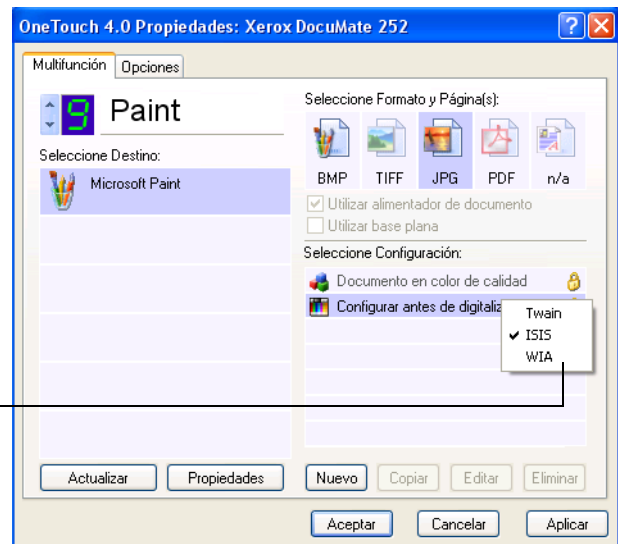 OneTouch 4.0 Propiedades: Xerox DocuMate 252
Multifunción Opciones
9 Paint
Seleccione Destino:
Microsoft Paint
Seleccione Formato y Página(s):
BMP TIFF JPG PDF n/a
Utilizar alimentador de documento
Utilizar base plana
Seleccione Configuración:
Documento en color de calidad
Configurar antes de digitaliz
Twain
ISIS
WIA
Actualizar Propiedades Nuevo Copiar Editar Eliminar
Aceptar Cancelar Aplicar